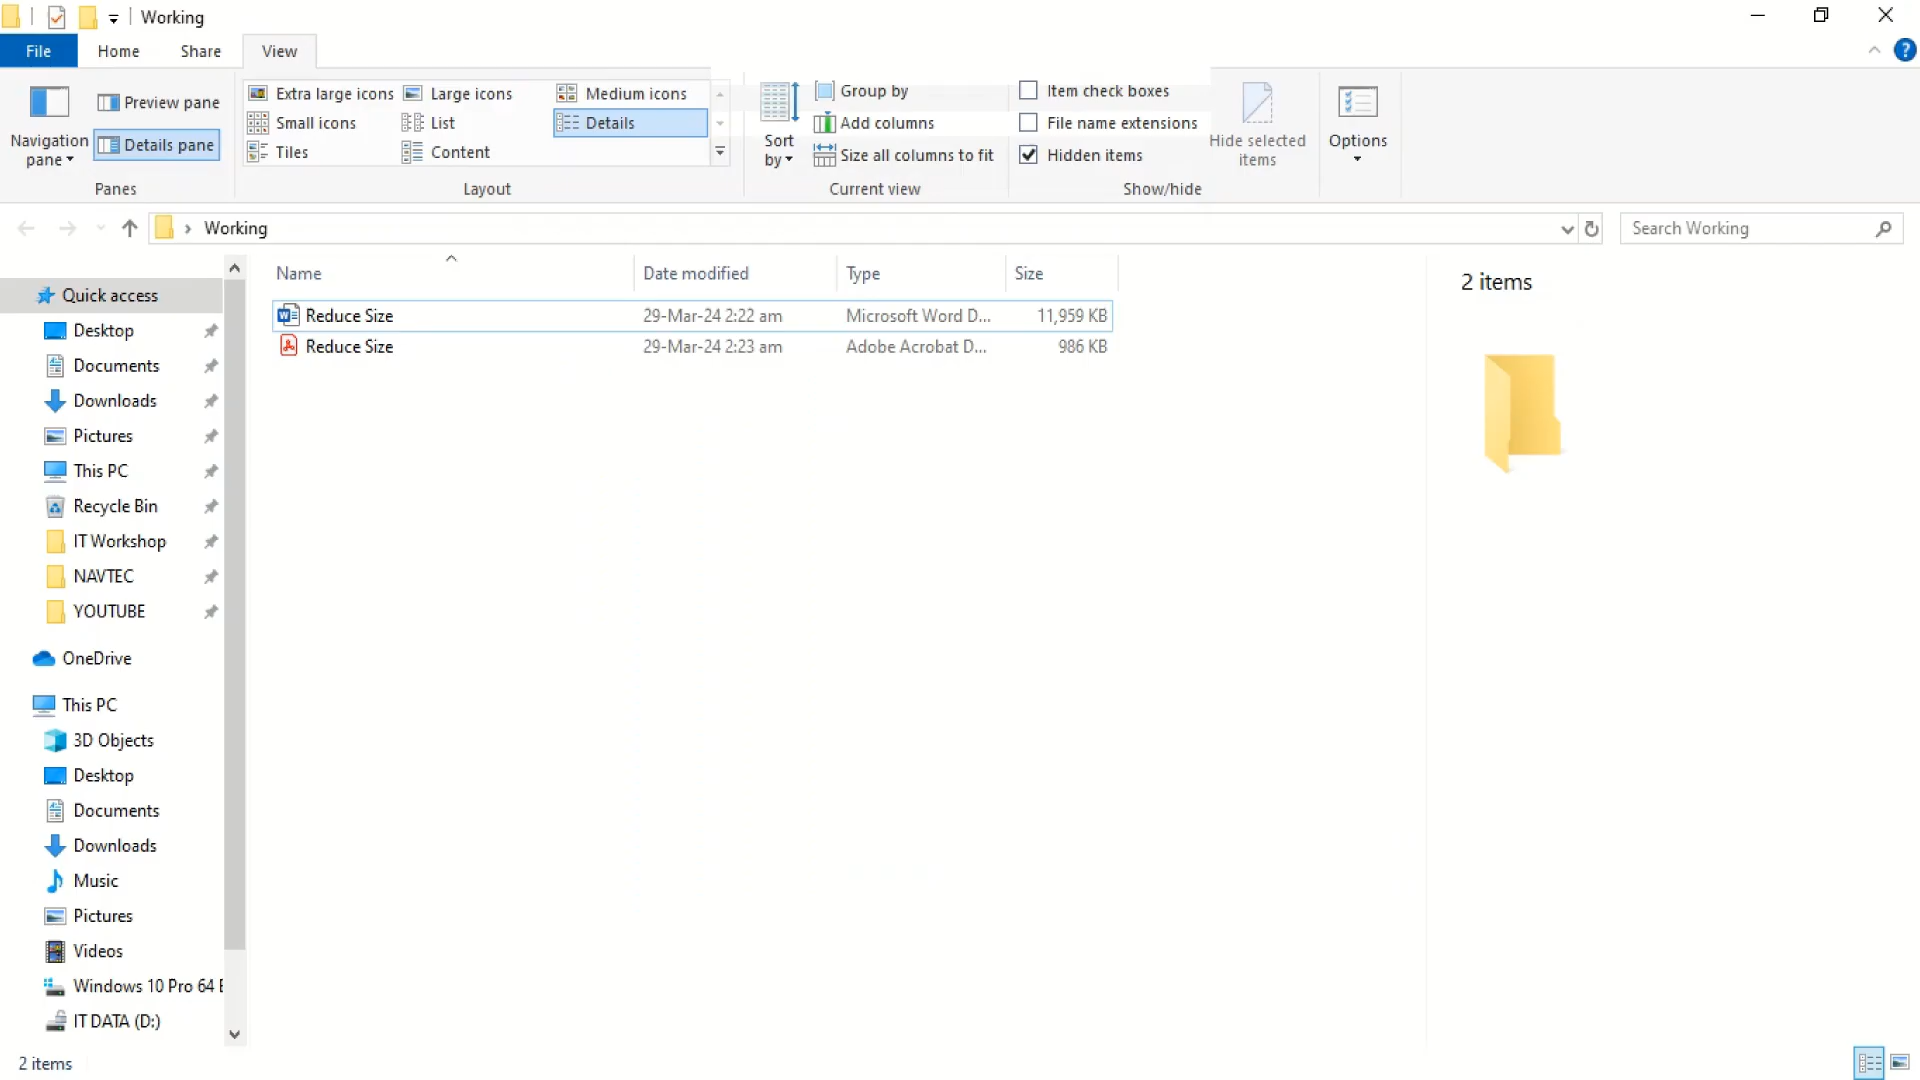 Working
File Home Share View
Navigation pane
Preview pane
Details pane
Panes
Extra large icons Large icons Medium icons
Small icons List Details
Tiles Content
Layout
Sort by
Group by
Add columns
Size all columns to fit
Current view
Item check boxes
File name extensions
Hidden items
Hide selected items
Show/hide
Options
Working
Search Working
Name Date modified Type Size
Reduce Size 29-Mar-24 2:22 am Microsoft Word D... 11,959 KB
Reduce Size 29-Mar-24 2:23 am Adobe Acrobat D... 986 KB
2 items
Quick access
Desktop
Documents
Downloads
Pictures
This PC
Recycle Bin
IT Workshop
NAVTEC
YOUTUBE
OneDrive
This PC
3D Objects
Desktop
Documents
Downloads
Music
Pictures
Videos
Windows 10 Pro 64
IT DATA (D:)
2 items